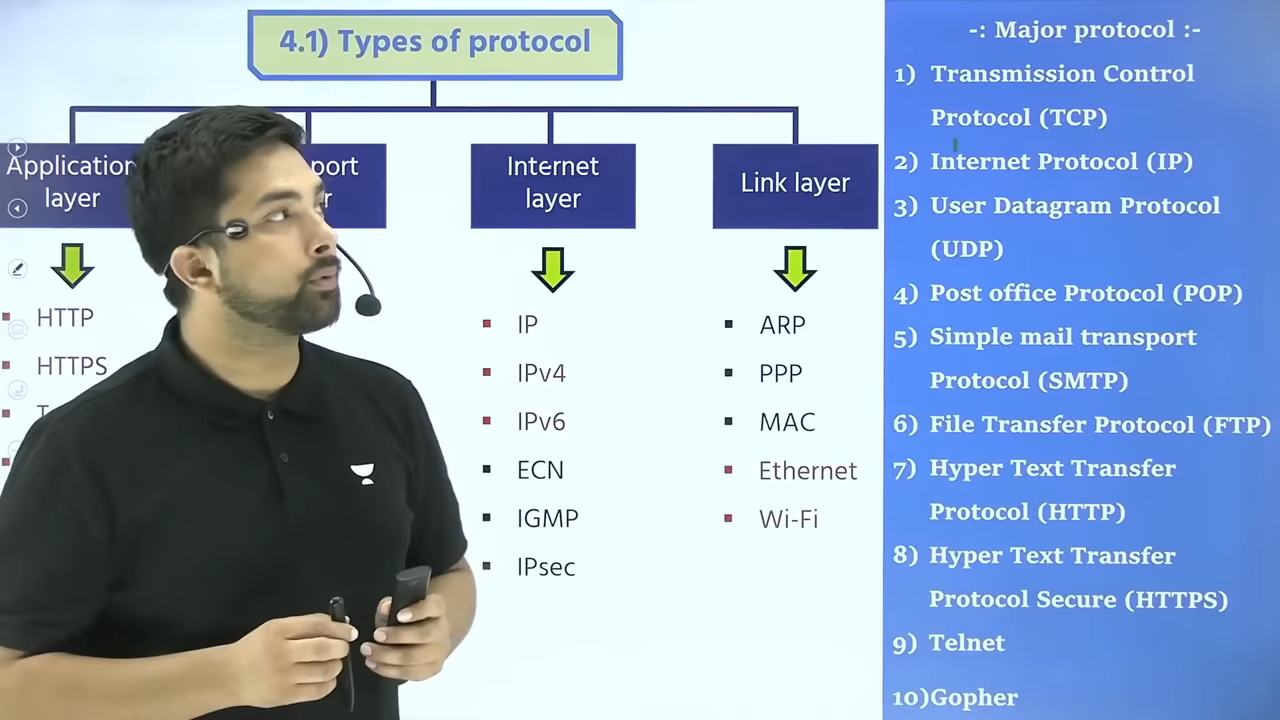 4.1) Types of protocol
Application
layer
port
Internet
layer
Link layer
HTTP
HTTPS
IP
IPv4
IPv6
ECN
IGMP
IPsec
ARP
PPP
MAC
Ethernet
Wi-Fi
-: Major protocol :-
1) Transmission Control
Protocol (TCP)
2) Internet Protocol (IP)
3) User Datagram Protocol
(UDP)
4) Post office Protocol (POP)
5) Simple mail transport
Protocol (SMTP)
6) File Transfer Protocol (FTP)
7) Hyper Text Transfer
Protocol (HTTP)
8) Hyper Text Transfer
Protocol Secure (HTTPS)
9) Telnet
10)Gopher